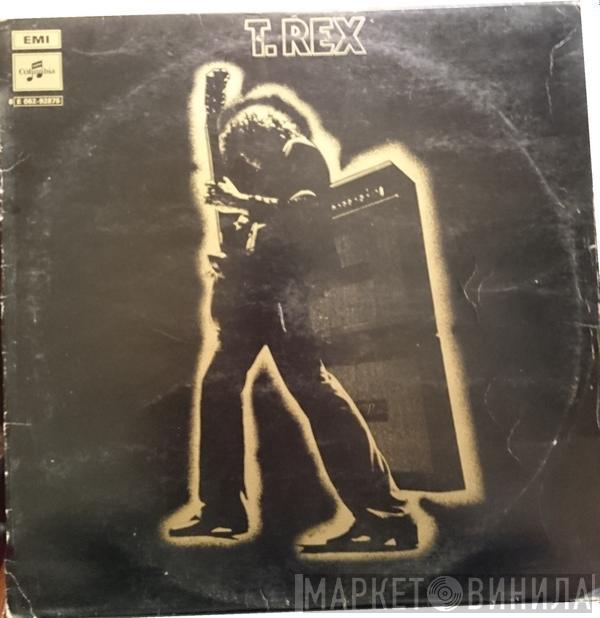 EMI
T. REX
Columbia
E 062-92875
МАРКЕТ ВИНИЛА